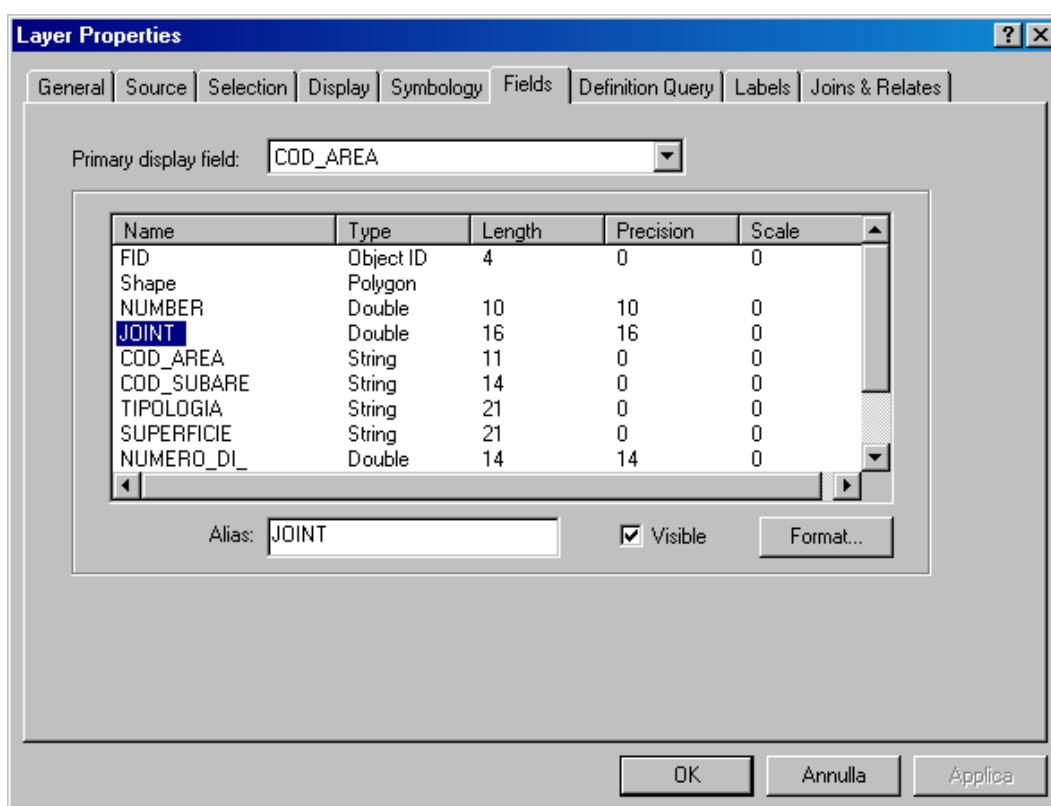 Layer Properties
General Source Selection Display Symbology Fields Definition Query Labels Joins & Relates
Primary display field: COD_AREA
Name Type Length Precision Scale
FID Object ID 4 0 0
Shape Polygon
NUMBER Double 10 10 0
JOINT Double 16 16 0
COD_AREA String 11 0 0
COD_SUBARE String 14 0 0
TIPOLOGIA String 21 0 0
SUPERFICIE String 21 0 0
NUMERO_DI_ Double 14 14 0
Alias: JOINT Visible Format...
OK Annulla Applica